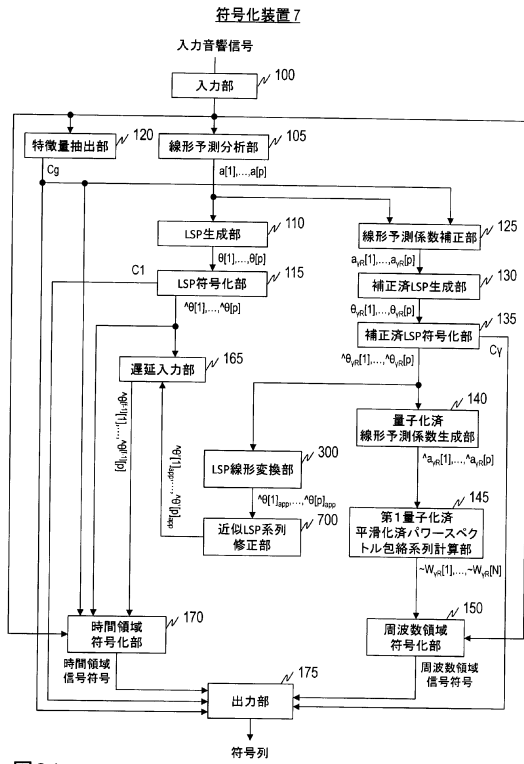 符号化装置7
入力音響信号
入力部
100
特徴量抽出部
120
線形予測分析部
105
Cg
a[1],...,a[p]
LSP生成部
110
線形予測係数補正部
125
θ[1],...,θ[p]
aγR[1],...,aγR[p]
C1
LSP符号化部
115
補正済LSP生成部
130
^θ[1],...,^θ[p]
θγR[1],...,θγR[p]
補正済LSP符号化部
135
Cγ
遅延入力部
165
^θγR[1],...,^θγR[p]
量子化済
線形予測係数生成部
140
LSP線形変換部
300
^aγR[1],...,^aγR[p]
^θ[1]app,...,^θ[p]app
近似LSP系列
修正部
700
第1量子化済
平滑化済パワースペク
トル包絡系列計算部
145
~WγR[1],...,~WγR[N]
時間領域
符号化部
170
周波数領域
符号化部
150
時間領域
信号符号
周波数領域
信号符号
出力部
175
符号列